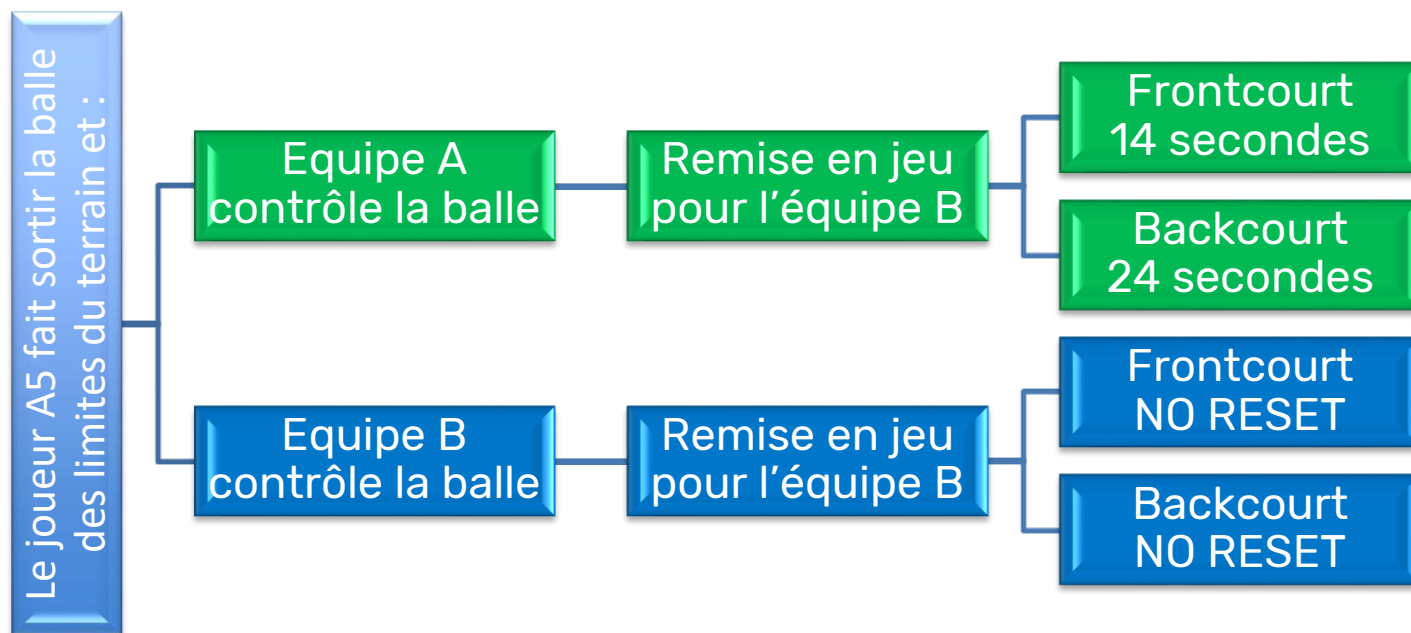 Le joueur A5 fait sortir la balle
des limites du terrain et :
Equipe A
contrôle la balle
Remise en jeu
pour l’équipe B
Frontcourt
14 secondes
Backcourt
24 secondes
Equipe B
contrôle la balle
Remise en jeu
pour l’équipe B
Frontcourt
NO RESET
Backcourt
NO RESET